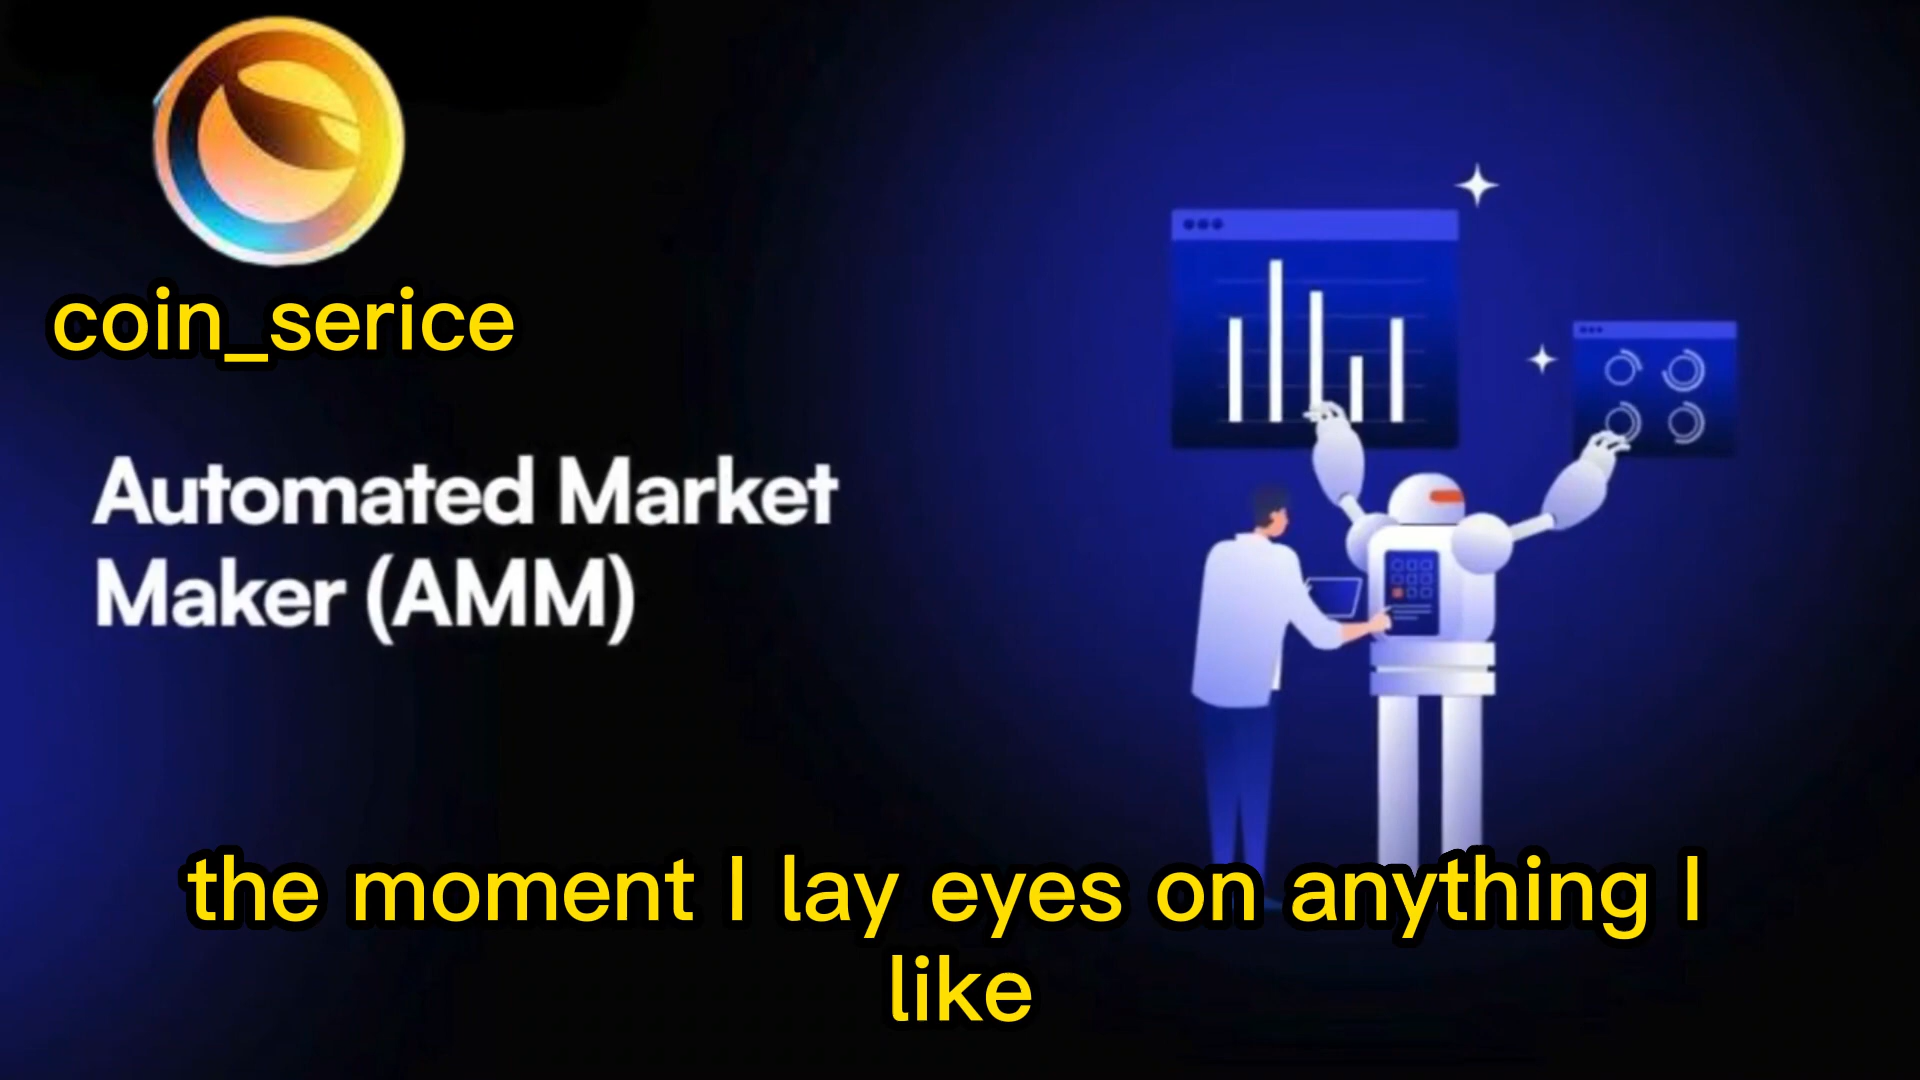 coin_serice
Automated Market
Maker (AMM)
the moment I lay eyes on anything I
like